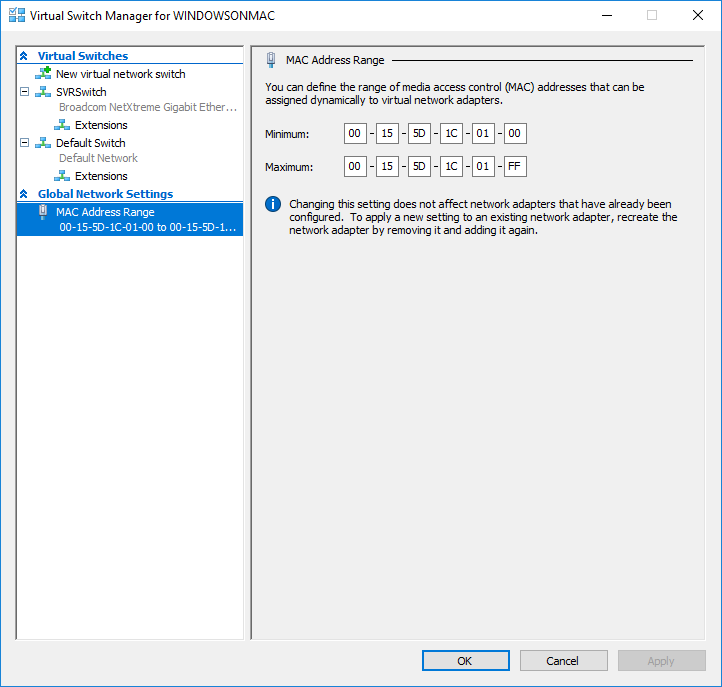 Virtual Switch Manager for WINDOWSONMAC
Virtual Switches
New virtual network switch
SVRSwitch
Broadcom NetXtreme Gigabit Ether...
Extensions
Default Switch
Default Network
Extensions
Global Network Settings
MAC Address Range
00-15-5D-1C-01-00 to 00-15-5D-1...
MAC Address Range
You can define the range of media access control (MAC) addresses that can be
assigned dynamically to virtual network adapters.
Minimum: 00 - 15 - 5D - 1C - 01 - 00
Maximum: 00 - 15 - 5D - 1C - 01 - FF
Changing this setting does not affect network adapters that have already been
configured. To apply a new setting to an existing network adapter, recreate the
network adapter by removing it and adding it again.
OK Cancel Apply